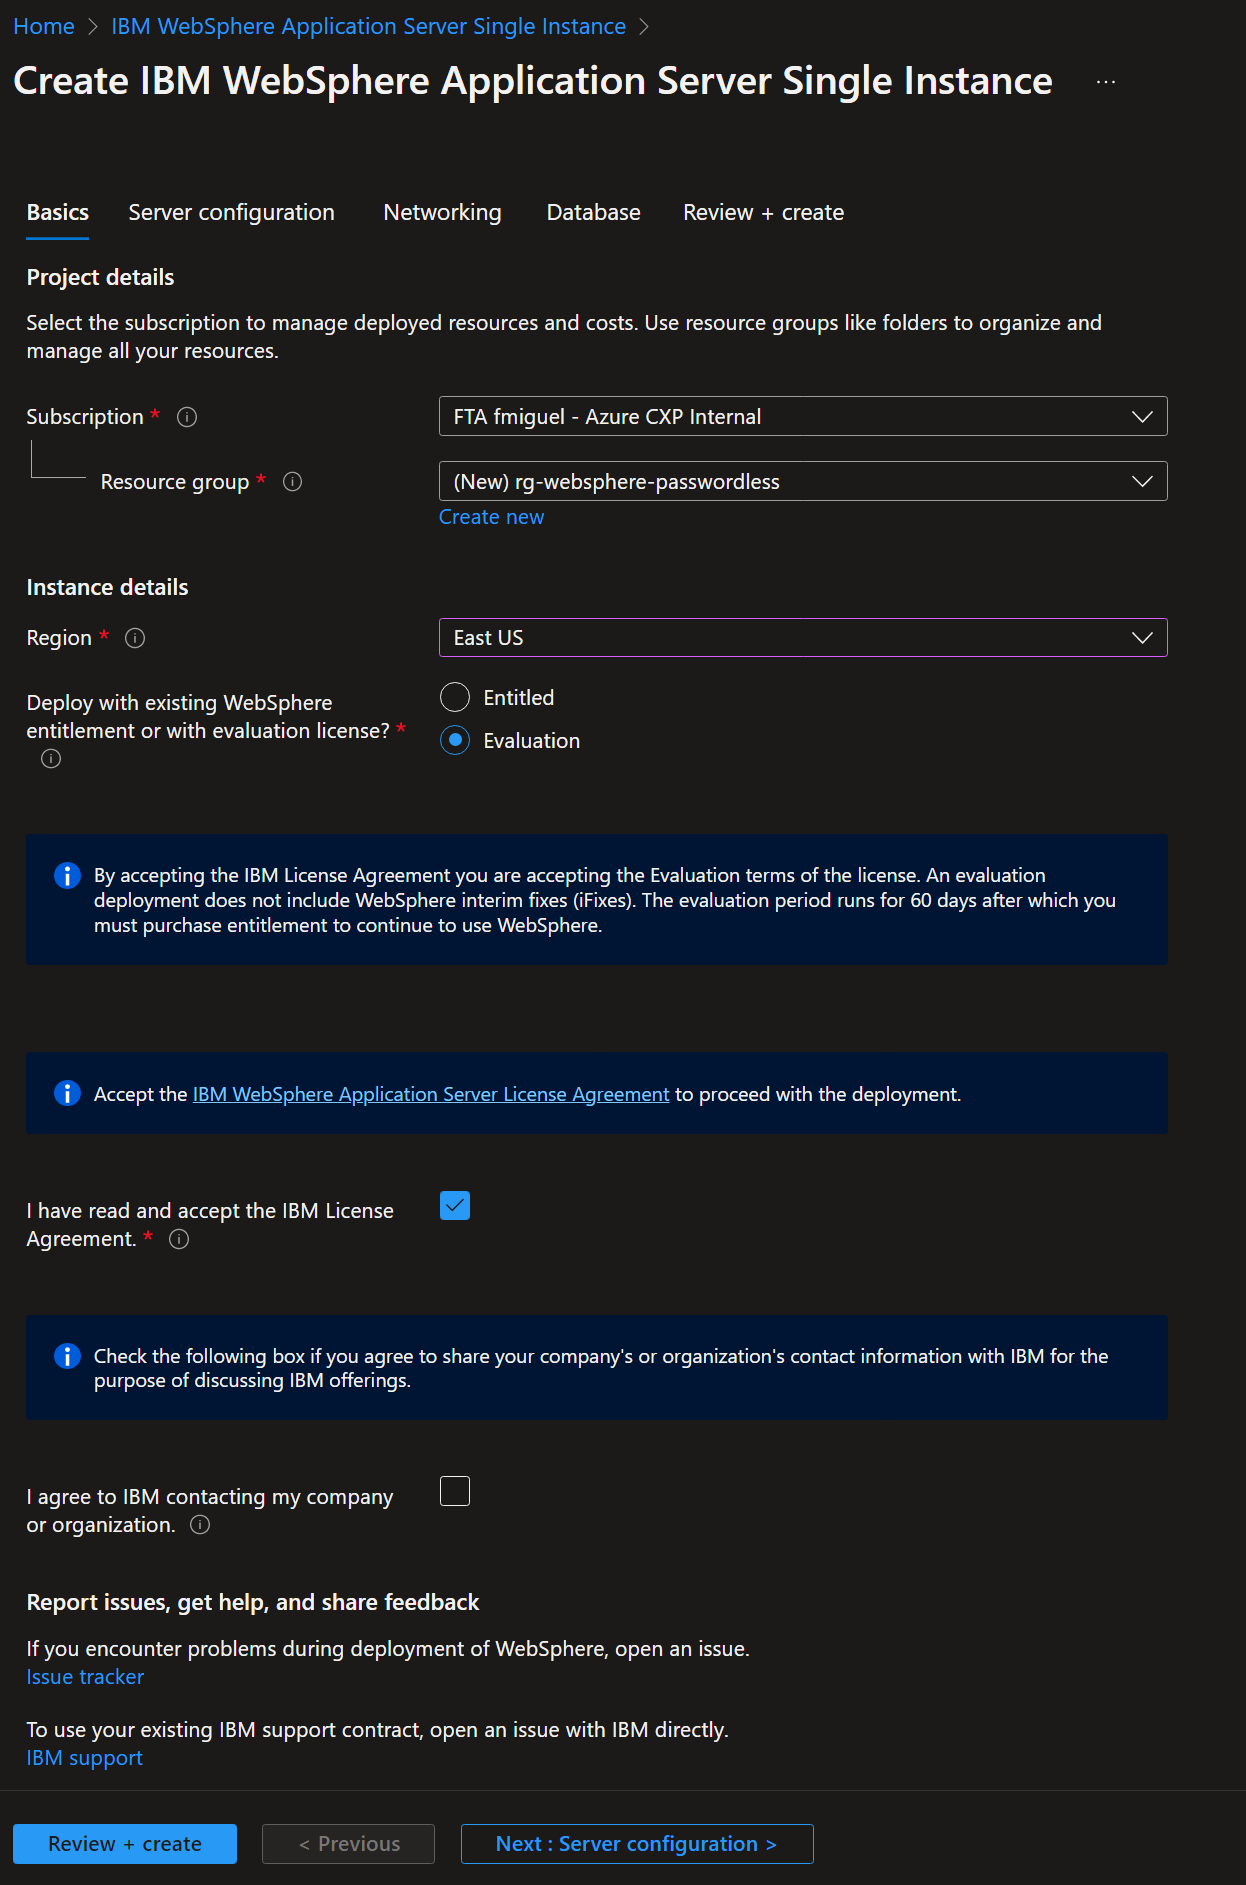 Home > IBM WebSphere Application Server Single Instance >
Create IBM WebSphere Application Server Single Instance ...
Basics Server configuration Networking Database Review + create
Project details
Select the subscription to manage deployed resources and costs. Use resource groups like folders to organize and
manage all your resources.
Subscription * FTA fmiguel - Azure CXP Internal
Resource group * (New) rg-websphere-passwordless
Create new
Instance details
Region * East US
Deploy with existing WebSphere
entitlement or with evaluation license? *
Entitled
Evaluation
By accepting the IBM License Agreement you are accepting the Evaluation terms of the license. An evaluation
deployment does not include WebSphere interim fixes (iFixes). The evaluation period runs for 60 days after which you
must purchase entitlement to continue to use WebSphere.
Accept the IBM WebSphere Application Server License Agreement to proceed with the deployment.
I have read and accept the IBM License
Agreement. *
Check the following box if you agree to share your company's or organization's contact information with IBM for the
purpose of discussing IBM offerings.
I agree to IBM contacting my company
or organization.
Report issues, get help, and share feedback
If you encounter problems during deployment of WebSphere, open an issue.
Issue tracker
To use your existing IBM support contract, open an issue with IBM directly.
IBM support
Review + create < Previous Next : Server configuration >